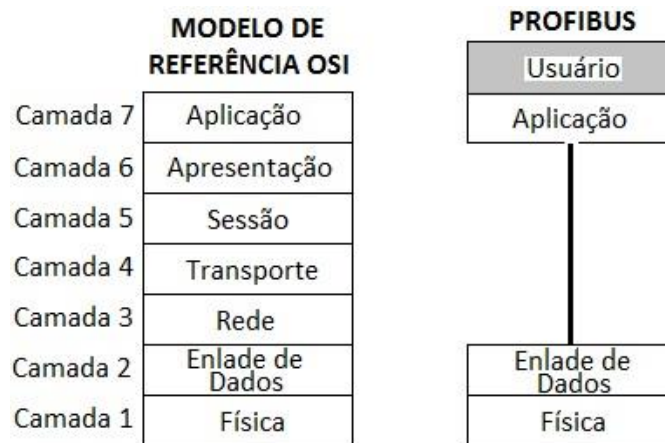 MODELO DE
REFERÊNCIA OSI
Camada 7 Aplicação
Camada 6 Apresentação
Camada 5 Sessão
Camada 4 Transporte
Camada 3 Rede
Camada 2 Enlade de
Dados
Camada 1 Física
PROFIBUS
Usuário
Aplicação
Enlade de
Dados
Física